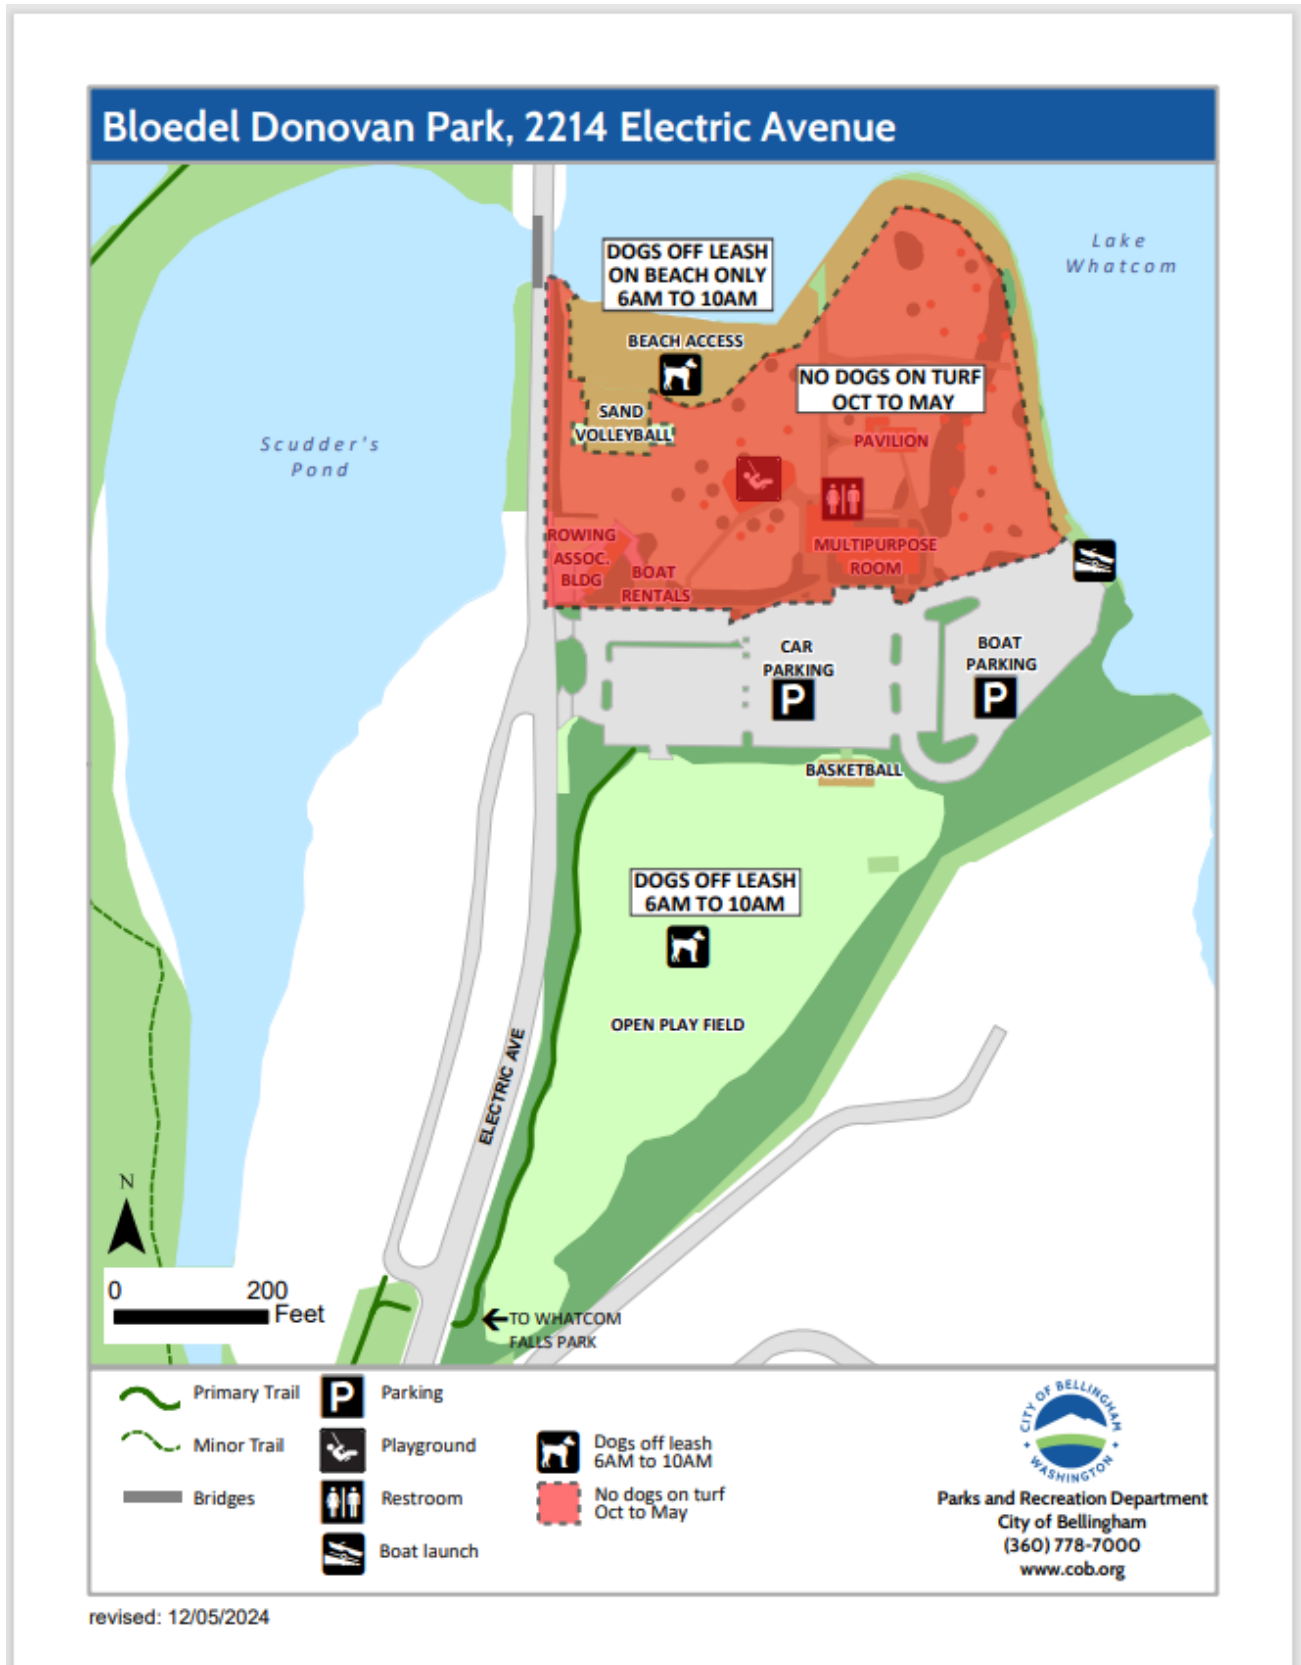 Bloedel Donovan Park, 2214 Electric Avenue
DOGS OFF LEASH
ON BEACH ONLY
6AM TO 10AM
Lake
Whatcom
BEACH ACCESS
NO DOGS ON TURF
OCT TO MAY
SAND
VOLLEYBALL
PAVILION
Scudder's
Pond
ROWING
ASSOC.
BLDG
BOAT
RENTALS
MULTIPURPOSE
ROOM
CAR
PARKING
P
BOAT
PARKING
P
BASKETBALL
DOGS OFF LEASH
6AM TO 10AM
OPEN PLAY FIELD
ELECTRIC AVE
N
0 200
Feet
TO WHATCOM
FALLS PARK
Primary Trail
Minor Trail
Bridges
P Parking
Playground
Restroom
Boat launch
Dogs off leash
6AM to 10AM
No dogs on turf
Oct to May
CITY OF BELLINGHAM
WASHINGTON
Parks and Recreation Department
City of Bellingham
(360) 778-7000
www.cob.org
revised: 12/05/2024